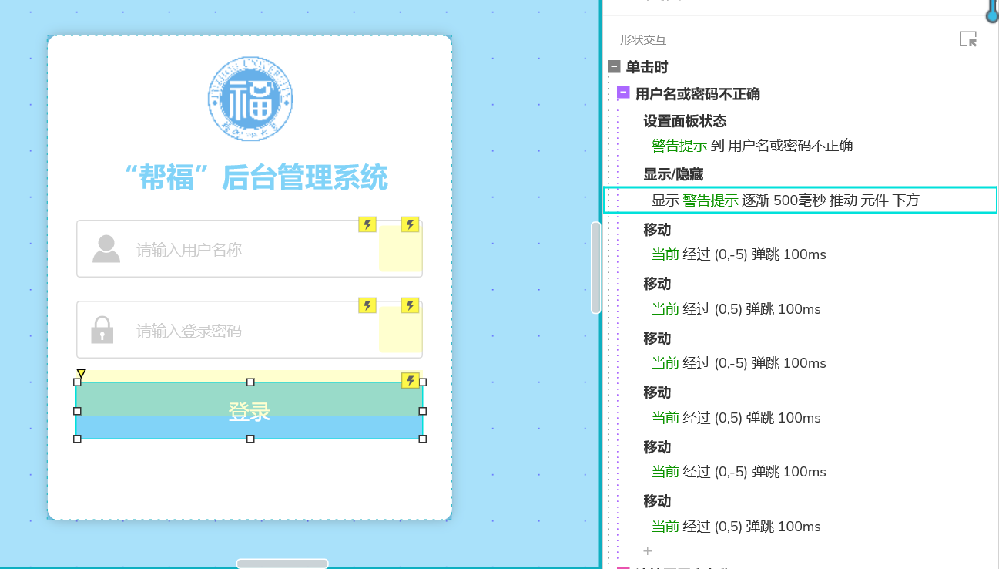 福
“帮福”后台管理系统
请输入用户名称
请输入登录密码
登录
形状交互
单击时
用户名或密码不正确
设置面板状态
警告提示 到 用户名或密码不正确
显示/隐藏
显示 警告提示 逐渐 500毫秒 推动 元件 下方
移动
当前 经过 (0,-5) 弹跳 100ms
移动
当前 经过 (0,5) 弹跳 100ms
移动
当前 经过 (0,-5) 弹跳 100ms
移动
当前 经过 (0,5) 弹跳 100ms
移动
当前 经过 (0,-5) 弹跳 100ms
移动
当前 经过 (0,5) 弹跳 100ms